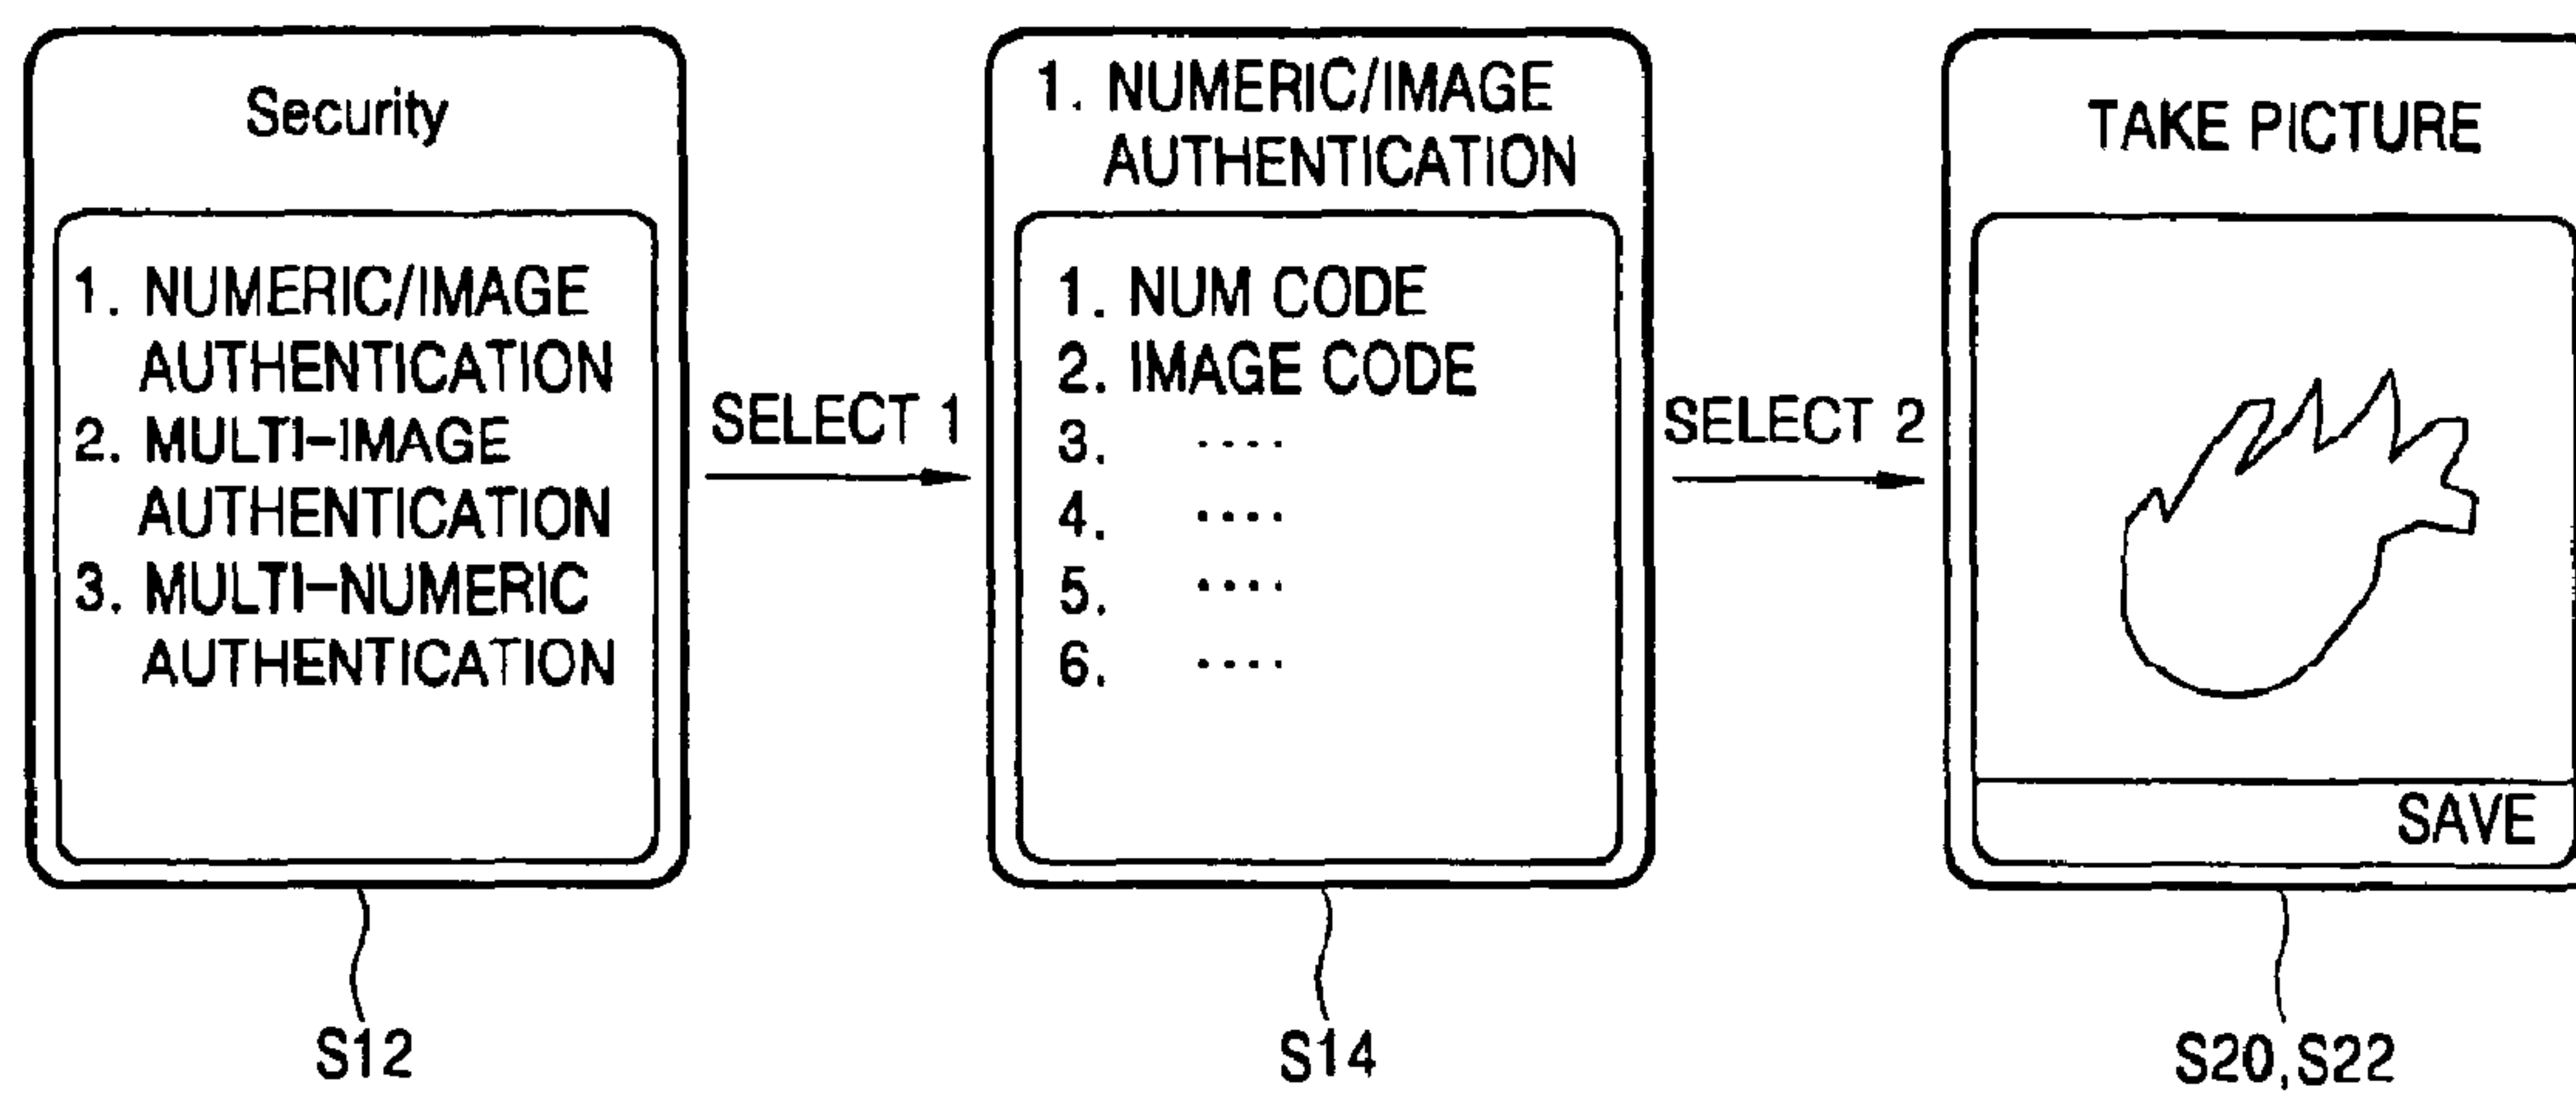 Security
1. NUMERIC/IMAGE
AUTHENTICATION
2. MULTI-IMAGE
AUTHENTICATION
3. MULTI-NUMERIC
AUTHENTICATION
S12
SELECT 1
1. NUMERIC/IMAGE
AUTHENTICATION
1. NUM CODE
2. IMAGE CODE
3. ....
4. ....
5. ....
6. ....
S14
SELECT 2
TAKE PICTURE
SAVE
S20,S22